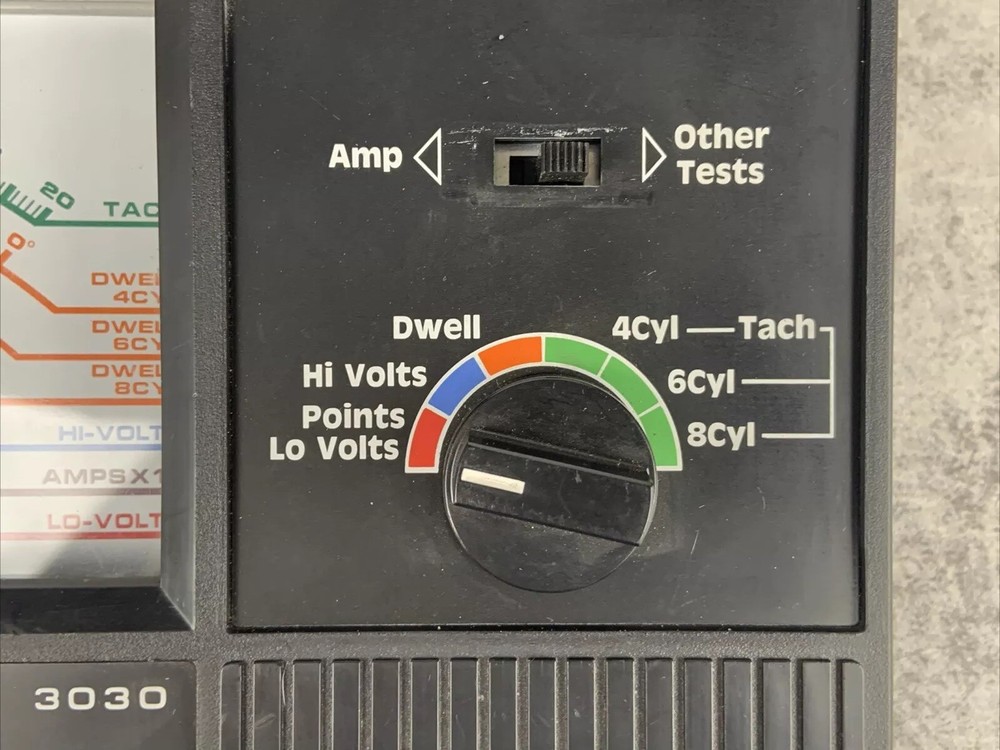 20
TAC
0°
DWEL
4CY
DWEL
6CY
DWEL
8CY
HI-VOLT
AMPSX1
LO-VOLT
Amp
Other
Tests
Dwell
Hi Volts
Points
Lo Volts
4Cyl
Tach
6Cyl
8Cyl
3030